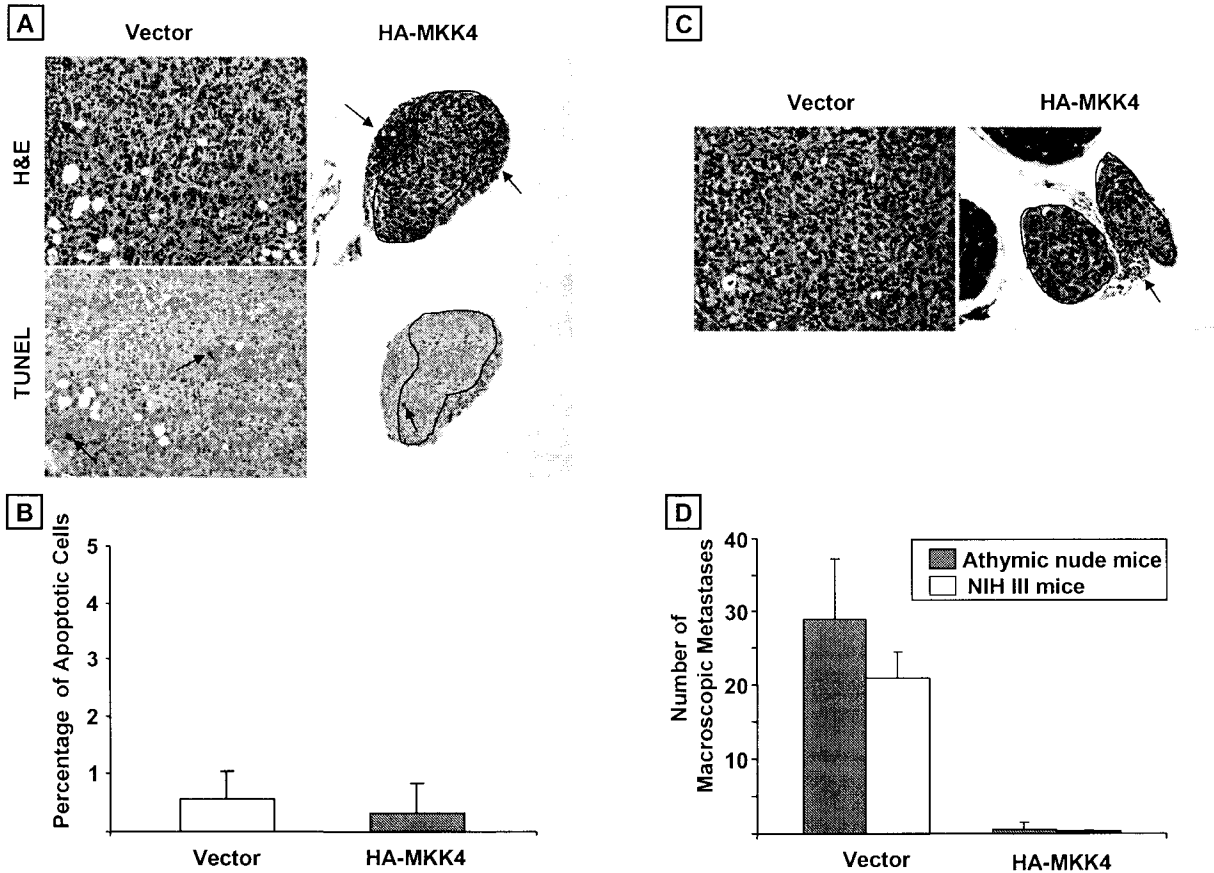 A
Vector
HA-MKK4
H&E
TUNEL
B
Percentage of Apoptotic Cells
5
4
3
2
1
Vector
HA-MKK4
C
Vector
HA-MKK4
D
Number of
Macroscopic Metastases
40
30
20
10
Athymic nude mice
NIH III mice
Vector
HA-MKK4